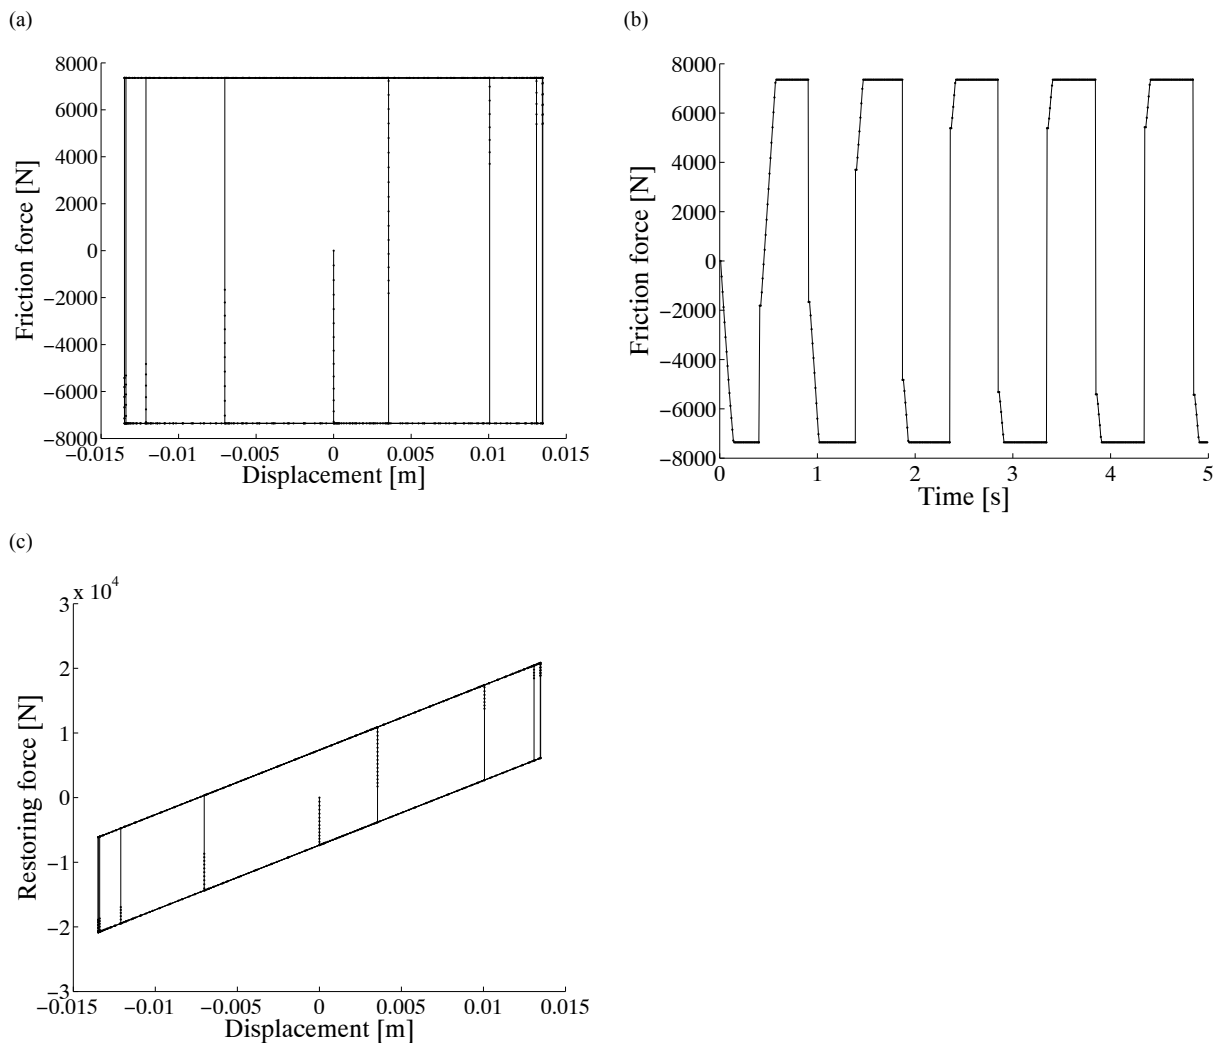 (a)
8000
6000
4000
2000
0
−2000
−4000
−6000
−8000
Friction force [N]
−0.015 −0.01 −0.005 0 0.005 0.01 0.015
Displacement [m]
(b)
8000
6000
4000
2000
0
−2000
−4000
−6000
−8000
Friction force [N]
0 1 2 3 4 5
Time [s]
(c)
x 10^4
3
2
1
0
−1
−2
−3
Restoring force [N]
−0.015 −0.01 −0.005 0 0.005 0.01 0.015
Displacement [m]